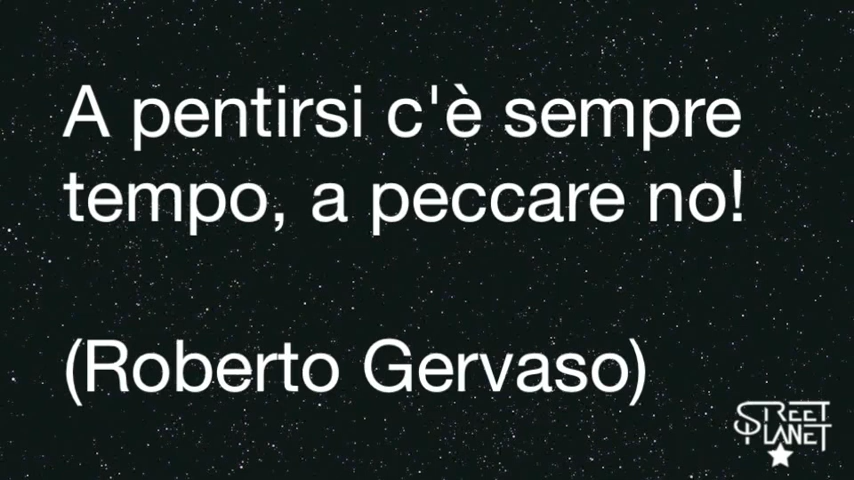 A pentirsi c'è sempre
tempo, a peccare no!
(Roberto Gervaso)
STREET
PLANET